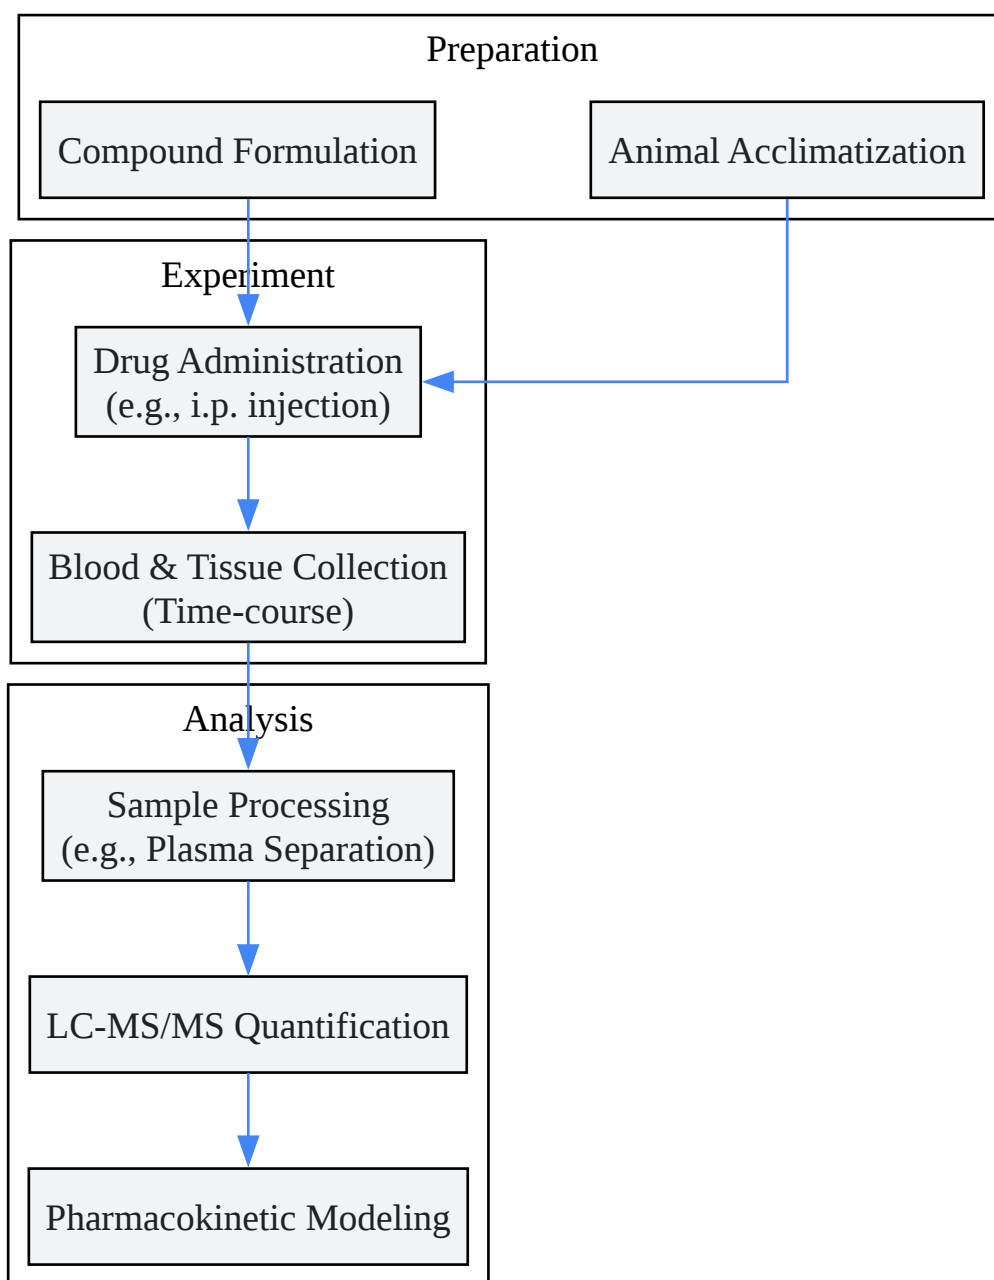 Preparation
Compound Formulation
Animal Acclimatization
Experiment
Drug Administration
(e.g., i.p. injection)
Blood & Tissue Collection
(Time-course)
Analysis
Sample Processing
(e.g., Plasma Separation)
LC-MS/MS Quantification
Pharmacokinetic Modeling